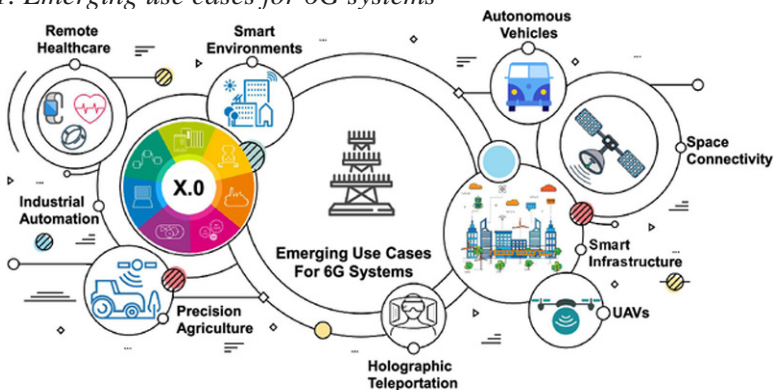 Emerging use cases for 6G systems
Remote
Healthcare
Smart
Environments
Autonomous
Vehicles
Space
Connectivity
X.0
Industrial
Automation
Emerging Use Cases
For 6G Systems
Smart
Infrastructure
Precision
Agriculture
UAVs
Holographic
Teleportation